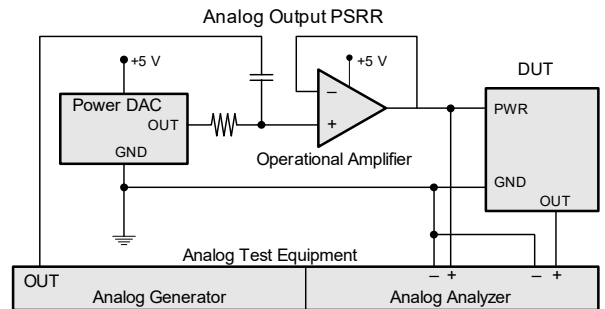 Analog Output PSRR
+5 V
+5 V
DUT
Power DAC
OUT
GND
−
+
Operational Amplifier
PWR
GND
OUT
Analog Test Equipment
OUT
− +
− +
Analog Generator
Analog Analyzer